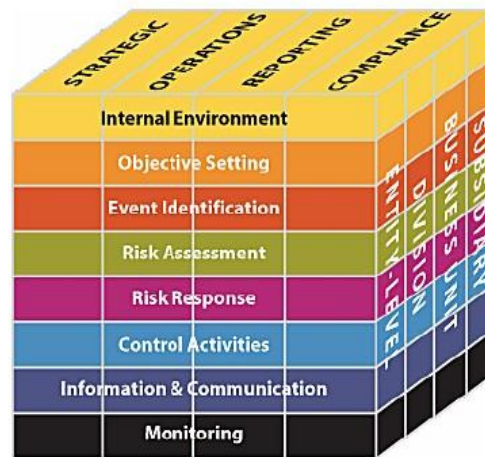 STRATEGIC
OPERATIONS
REPORTING
COMPLIANCE
Internal Environment
Objective Setting
Event Identification
Risk Assessment
Risk Response
Control Activities
Information & Communication
Monitoring
ENTITY-LEVEL
DIVISION
BUSINESS UNIT
SUBSIDIARY